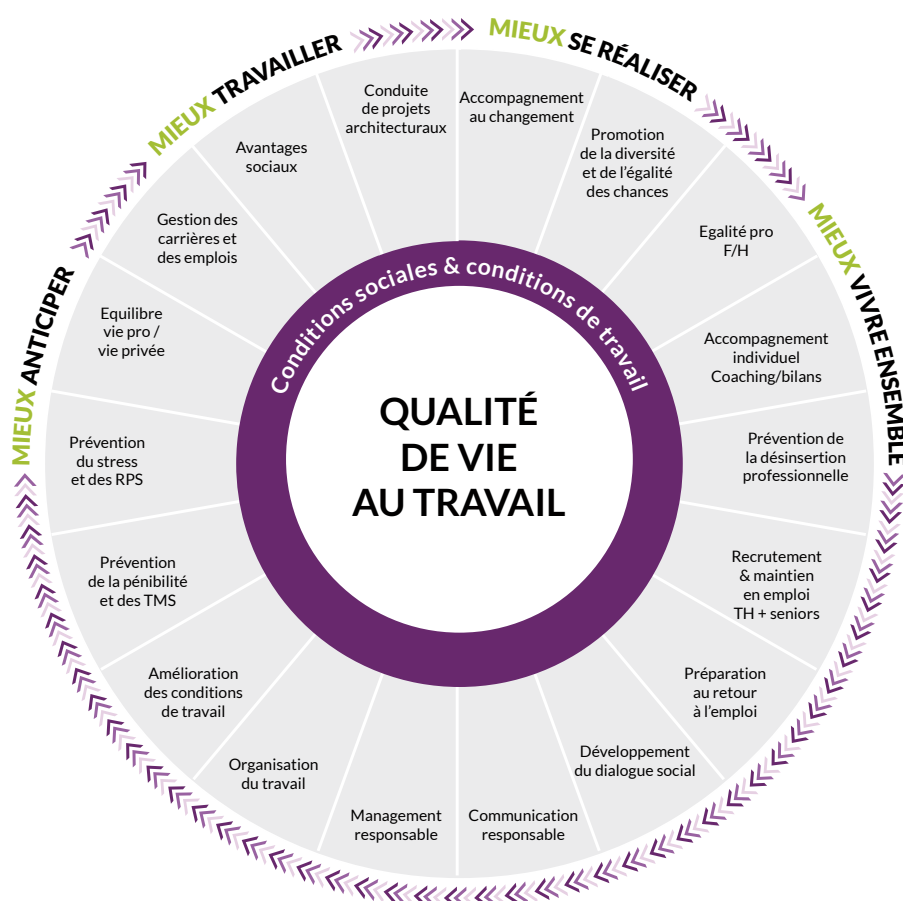 MIEUX ANTICIPER
MIEUX TRAVAILLER
MIEUX SE RÉALISER
MIEUX VIVRE ENSEMBLE
Conditions sociales & conditions de travail
QUALITÉ
DE VIE
AU TRAVAIL
Accompagnement
au changement
Promotion
de la diversité
et de l'égalité
des chances
Egalité pro
F/H
Accompagnement
individuel
Coaching/bilans
Prévention de
la désinsertion
professionnelle
Recrutement
& maintien
en emploi
TH + seniors
Préparation
au retour
à l'emploi
Développement
du dialogue social
Communication
responsable
Management
responsable
Organisation
du travail
Amélioration
des conditions
de travail
Prévention
de la pénibilité
et des TMS
Prévention
du stress
et des RPS
Equilibre
vie pro /
vie privée
Gestion des
carrières et
des emplois
Avantages
sociaux
Conduite
de projets
architecturaux